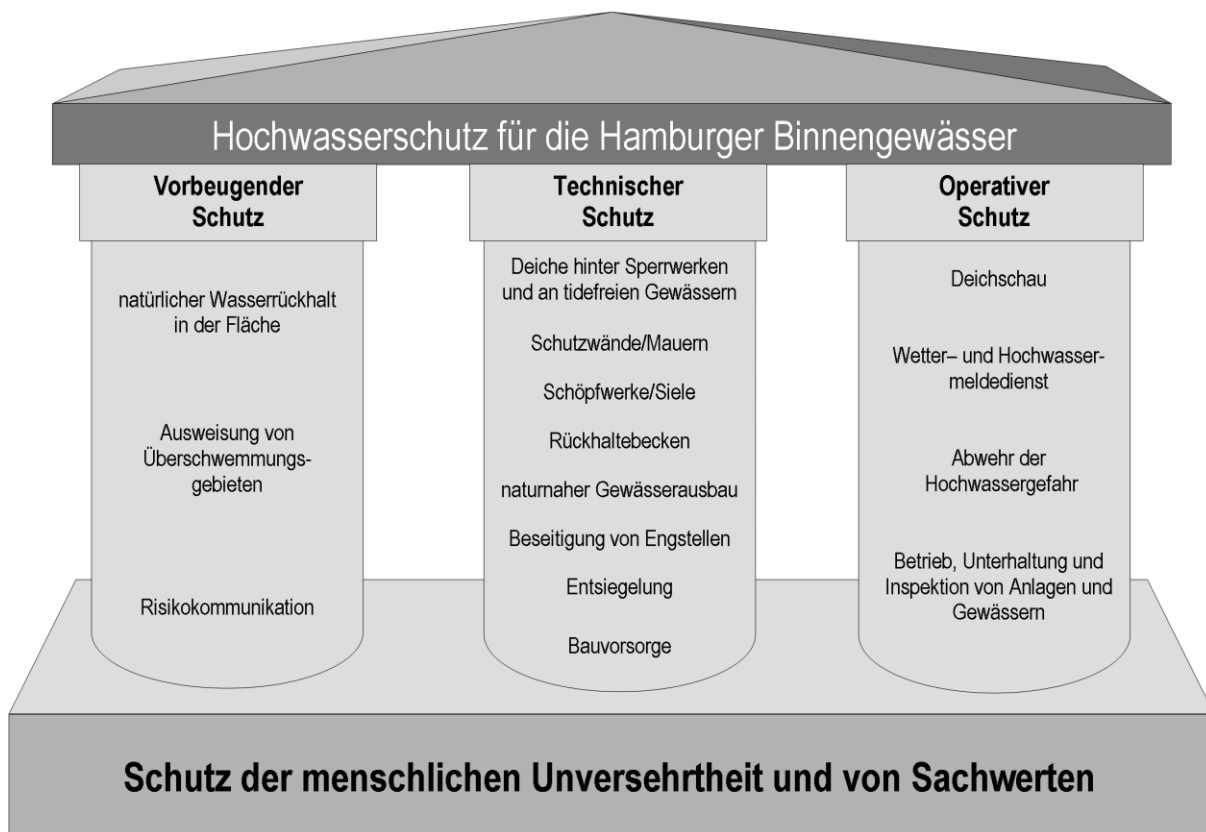 Hochwasserschutz für die Hamburger Binnengewässer
Vorbeugender
Schutz
natürlicher Wasserrückhalt
in der Fläche
Ausweisung von
Überschwemmungs-
gebieten
Risikokommunikation
Technischer
Schutz
Deiche hinter Sperrwerken
und an tidefreien Gewässern
Schutzwände/Mauern
Schöpfwerke/Siele
Rückhaltebecken
naturnaher Gewässerausbau
Beseitigung von Engstellen
Entsiegelung
Bauvorsorge
Operativer
Schutz
Deichschau
Wetter– und Hochwasser-
meldedienst
Abwehr der
Hochwassergefahr
Betrieb, Unterhaltung und
Inspektion von Anlagen und
Gewässern
Schutz der menschlichen Unversehrtheit und von Sachwerten